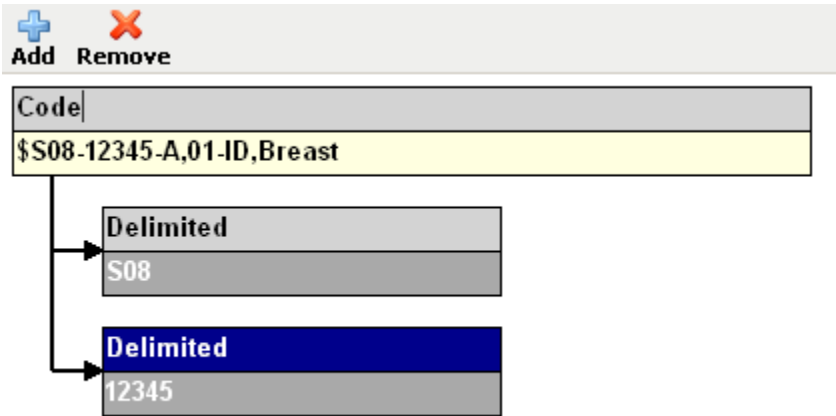 Add Remove
Code
$S08-12345-A,01-ID,Breast
Delimited
S08
Delimited
12345